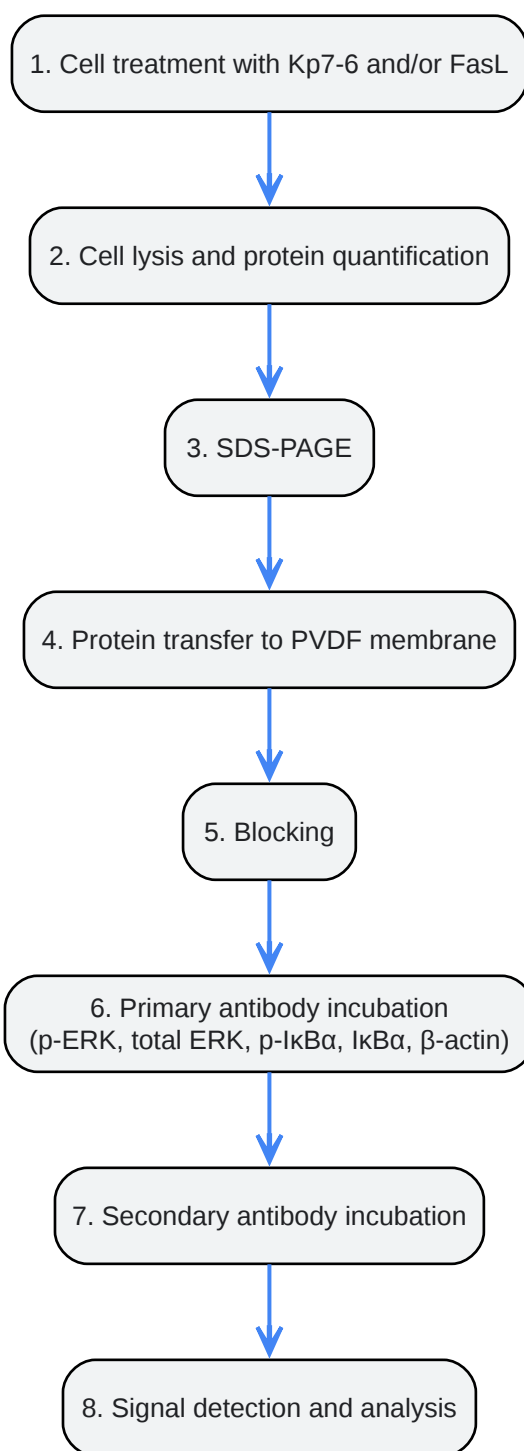 1. Cell treatment with Kp7-6 and/or FasL
2. Cell lysis and protein quantification
3. SDS-PAGE
4. Protein transfer to PVDF membrane
5. Blocking
6. Primary antibody incubation
(p-ERK, total ERK, p-IκBα, IκBα, β-actin)
7. Secondary antibody incubation
8. Signal detection and analysis